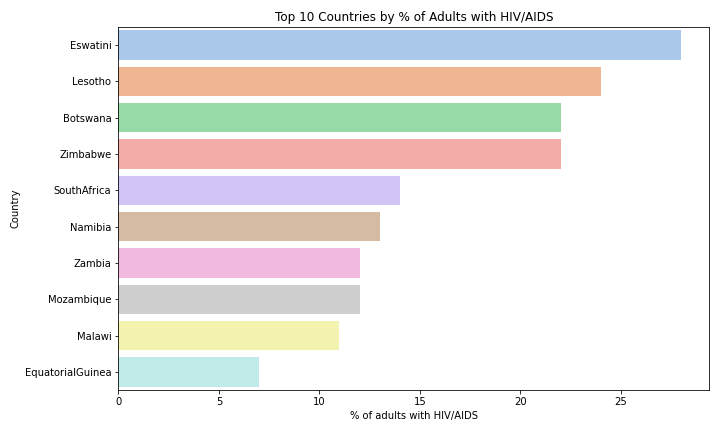 Top 10 Countries by % of Adults with HIV/AIDS
Country
Eswatini
Lesotho
Botswana
Zimbabwe
SouthAfrica
Namibia
Zambia
Mozambique
Malawi
EquatorialGuinea
0 5 10 15 20 25
% of adults with HIV/AIDS